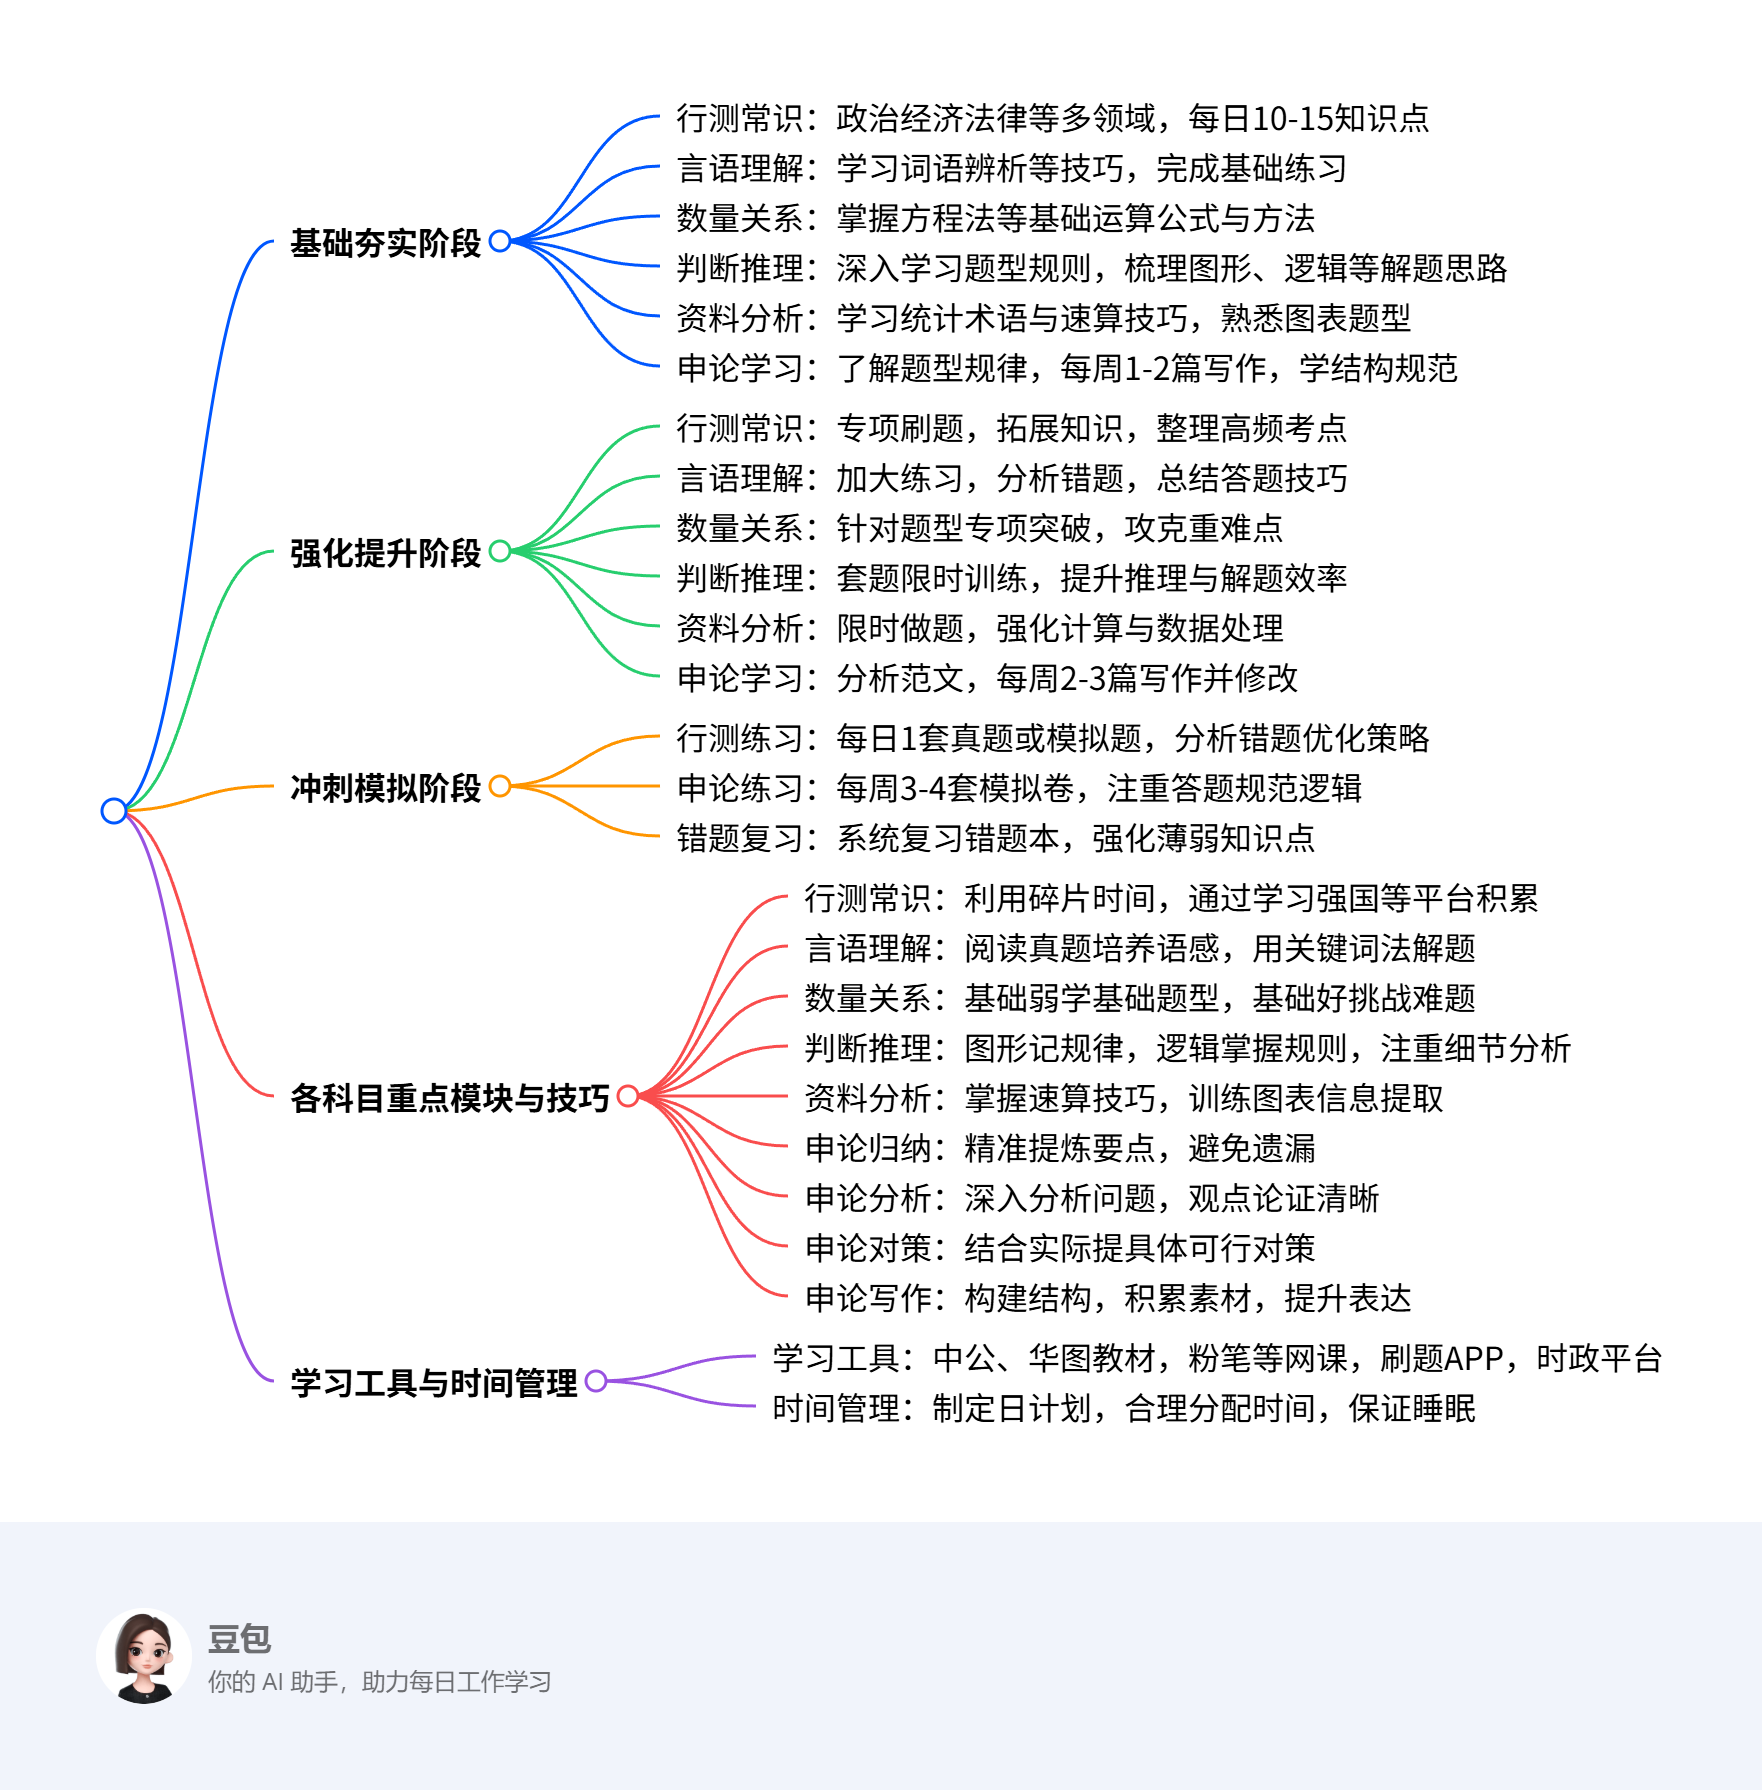 基础夯实阶段
行测常识：政治经济法律等多领域，每日10-15知识点
言语理解：学习词语辨析等技巧，完成基础练习
数量关系：掌握方程法等基础运算公式与方法
判断推理：深入学习题型规则，梳理图形、逻辑等解题思路
资料分析：学习统计术语与速算技巧，熟悉图表题型
申论学习：了解题型规律，每周1-2篇写作，学结构规范
强化提升阶段
行测常识：专项刷题，拓展知识，整理高频考点
言语理解：加大练习，分析错题，总结答题技巧
数量关系：针对题型专项突破，攻克重难点
判断推理：套题限时训练，提升推理与解题效率
资料分析：限时做题，强化计算与数据处理
申论学习：分析范文，每周2-3篇写作并修改
冲刺模拟阶段
行测练习：每日1套真题或模拟题，分析错题优化策略
申论练习：每周3-4套模拟卷，注重答题规范逻辑
错题复习：系统复习错题本，强化薄弱知识点
各科目重点模块与技巧
行测常识：利用碎片时间，通过学习强国等平台积累
言语理解：阅读真题培养语感，用关键词法解题
数量关系：基础弱学基础题型，基础好挑战难题
判断推理：图形记规律，逻辑掌握规则，注重细节分析
资料分析：掌握速算技巧，训练图表信息提取
申论归纳：精准提炼要点，避免遗漏
申论分析：深入分析问题，观点论证清晰
申论对策：结合实际提具体可行对策
申论写作：构建结构，积累素材，提升表达
学习工具与时间管理
学习工具：中公、华图教材，粉笔等网课，刷题APP，时政平台
时间管理：制定日计划，合理分配时间，保证睡眠
豆包
你的 AI 助手，助力每日工作学习